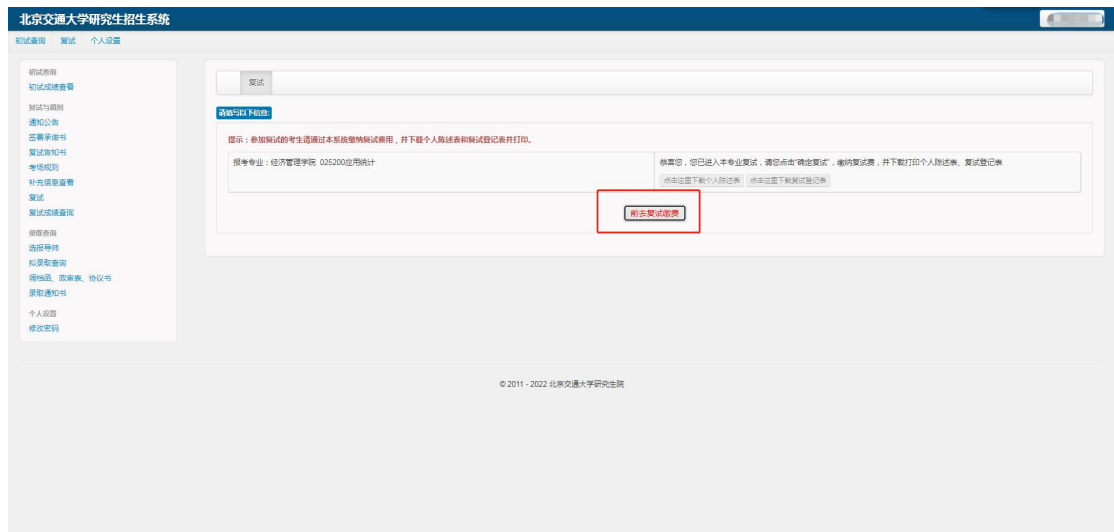 北京交通大学研究生招生系统
初试查询 复试 个人设置
初试查询
初试成绩查看
复试与调剂
通知公告
签署承诺书
复试告知书
考场规则
补充信息查看
复试
复试成绩查询
录取查询
选报导师
拟录取查询
调档函、政审表、协议书
录取通知书
个人设置
修改密码
复试
请填写以下信息:
提示：参加复试的考生请通过本系统缴纳复试费用，并下载个人陈述表和复试登记表并打印。
报考专业：经济管理学院 025200应用统计
恭喜您，您已进入本专业复试，请您点击“确定复试”，缴纳复试费，并下载打印个人陈述表、复试登记表
点击这里下载个人陈述表 点击这里下载复试登记表
前去复试缴费
© 2011 - 2022 北京交通大学研究生院